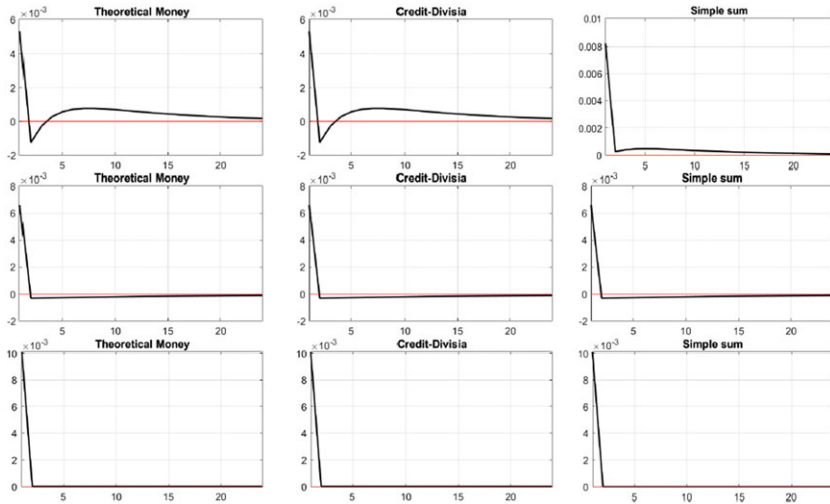 Theoretical Money Credit-Divisia Simple sum
×10⁻³ ×10⁻³ 0.01
6 6
4 4 0.008
2 2 0.006
0 0 0.004
-2 -2 0.002
0
5 10 15 20 5 10 15 20 5 10 15 20
Theoretical Money Credit-Divisia Simple sum
8 ×10⁻³ 8 ×10⁻³ 8 ×10⁻³
6 6 6
4 4 4
2 2 2
0 0 0
-2 -2 -2
5 10 15 20 5 10 15 20 5 10 15 20
Theoretical Money Credit-Divisia Simple sum
10 ×10⁻³ 10 ×10⁻³ 10 ×10⁻³
8 8 8
6 6 6
4 4 4
2 2 2
0 0 0
5 10 15 20 5 10 15 20 5 10 15 20